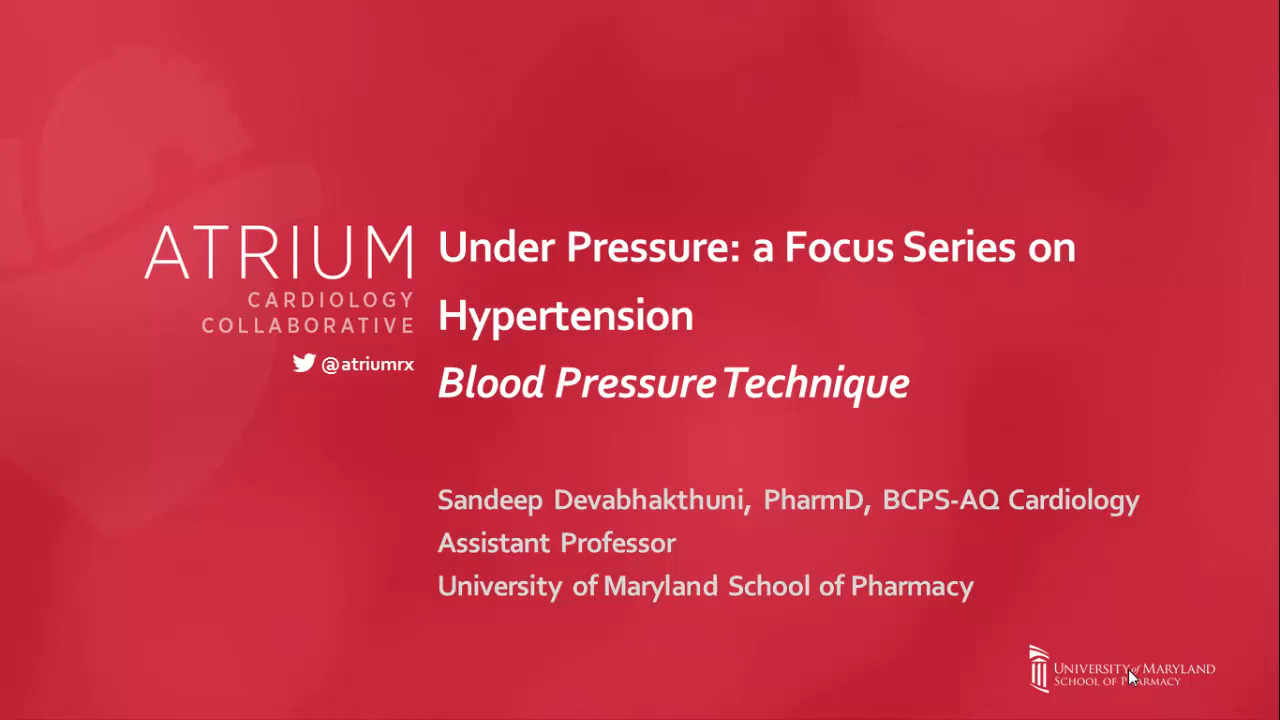 ATRIUM
CARDIOLOGY
COLLABORATIVE
@atriumrx
Under Pressure: a Focus Series on
Hypertension
Blood Pressure Technique
Sandeep Devabhakthuni, PharmD, BCPS-AQ Cardiology
Assistant Professor
University of Maryland School of Pharmacy
UNIVERSITY of MARYLAND
SCHOOL OF PHARMACY